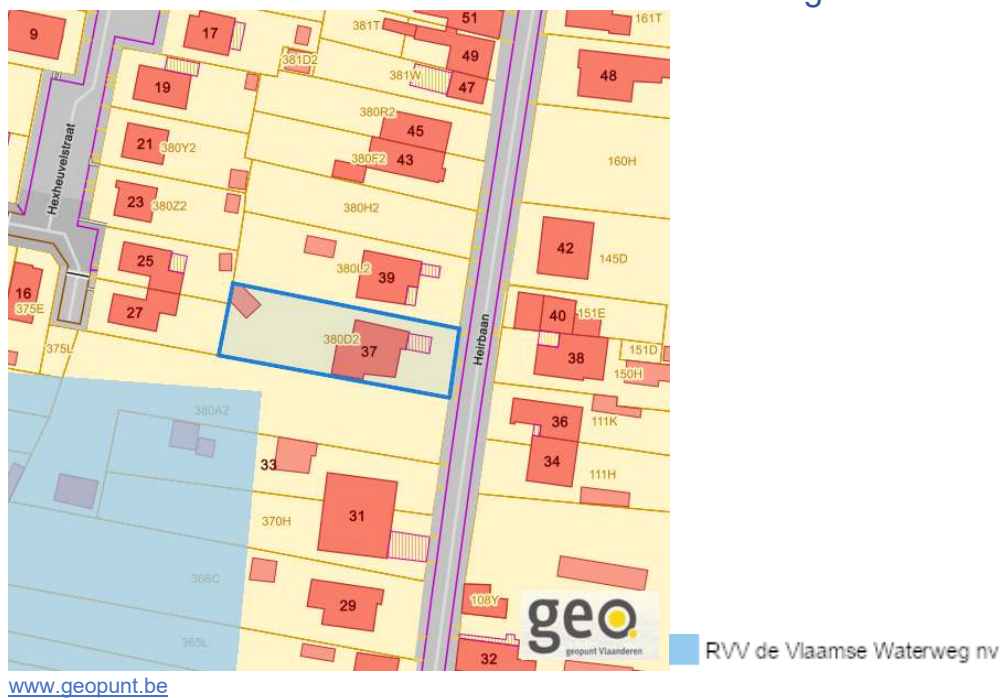 g
9
17
381T
51
161T
49
381D2
381W
47
48
19
380R2
45
21
380Y2
380F2
43
160H
Hexheuvelstraat
23
380Z2
380H2
42
145D
25
380L2
39
16
375E
27
40
151E
Heirbaan
380D2
37
38
151D
375L
150H
380A2
36
111K
33
34
111H
31
370H
366C
29
108Y
geo
geopunt Vlaanderen
365L
32
RVV de Vlaamse Waterweg nv
www.geopunt.be